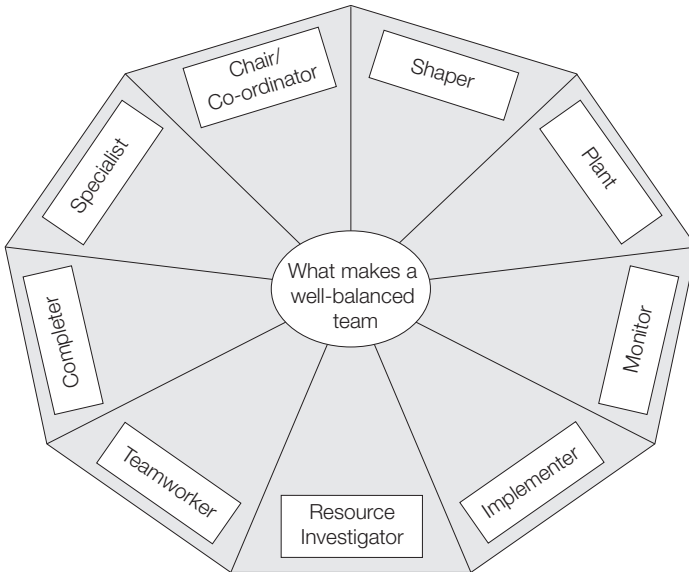 Chair/
Co-ordinator
Shaper
Plant
Monitor
Implementer
Resource
Investigator
Teamworker
Completer
Specialist
What makes a
well-balanced
team